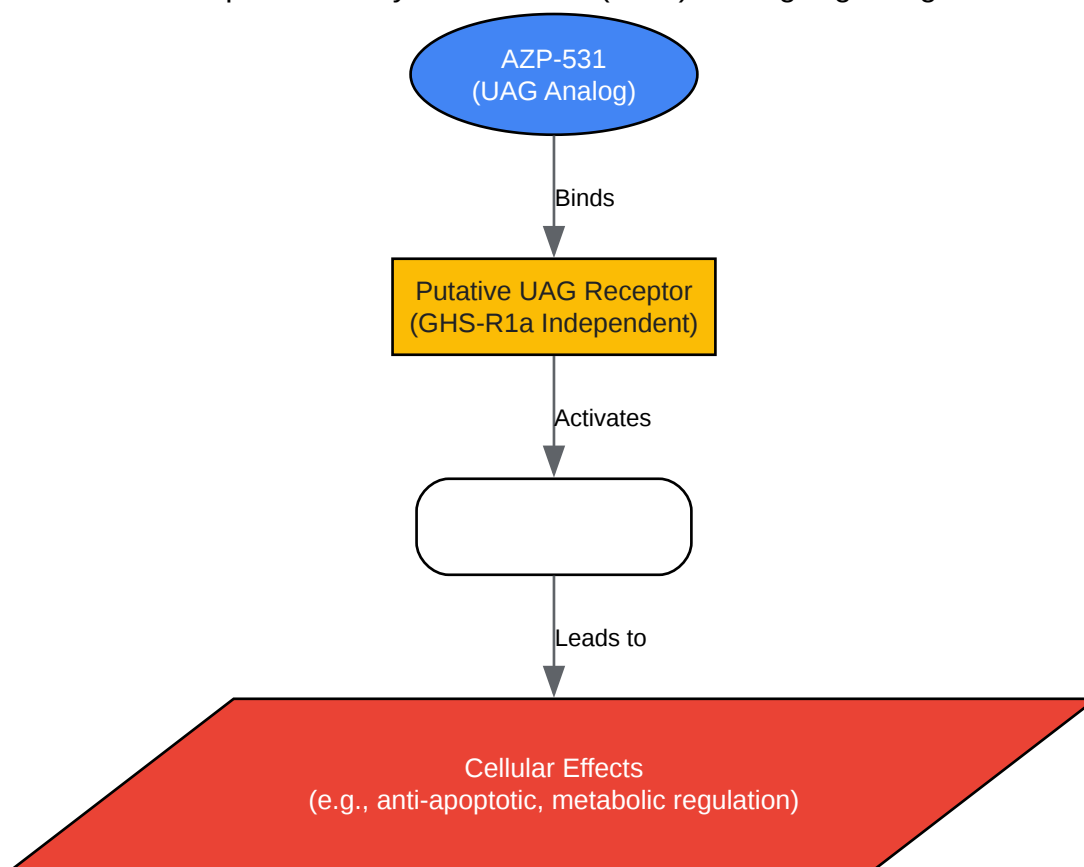 AZP-531
(UAG Analog)
Binds
Putative UAG Receptor
(GHS-R1a Independent)
Activates
Leads to
Cellular Effects
(e.g., anti-apoptotic, metabolic regulation)